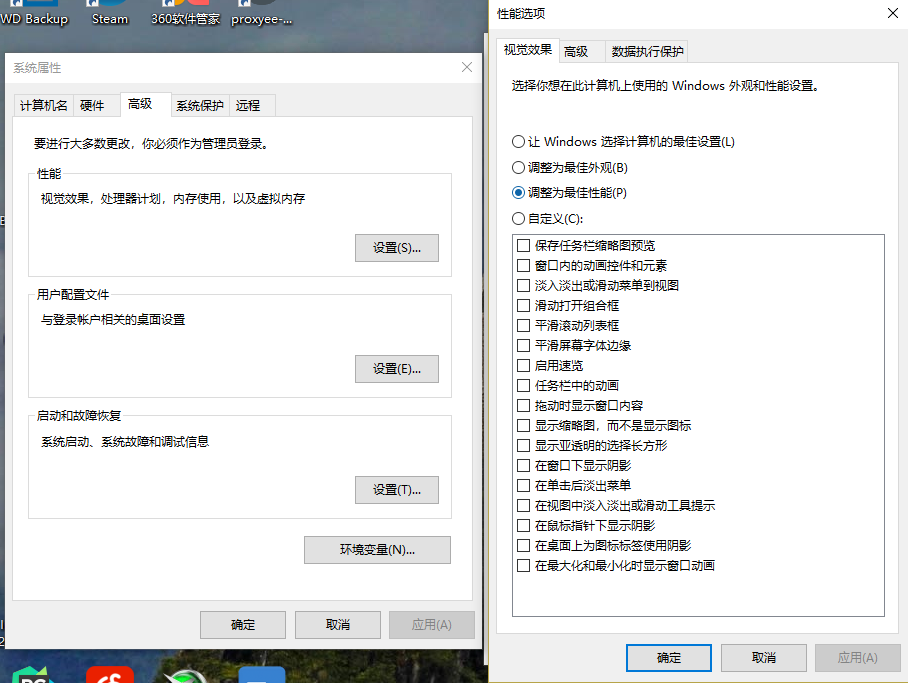 WD Backup
Steam
360软件管家
proxyee-...
系统属性
计算机名
硬件
高级
系统保护
远程
要进行大多数更改，你必须作为管理员登录。
性能
视觉效果，处理器计划，内存使用，以及虚拟内存
设置(S)...
用户配置文件
与登录帐户相关的桌面设置
设置(E)...
启动和故障恢复
系统启动、系统故障和调试信息
设置(T)...
环境变量(N)...
确定
取消
应用(A)
性能选项
视觉效果
高级
数据执行保护
选择你想在此计算机上使用的 Windows 外观和性能设置。
让 Windows 选择计算机的最佳设置(L)
调整为最佳外观(B)
调整为最佳性能(P)
自定义(C):
保存任务栏缩略图预览
窗口内的动画控件和元素
淡入淡出或滑动菜单到视图
滑动打开组合框
平滑滚动列表框
平滑屏幕字体边缘
启用速览
任务栏中的动画
拖动时显示窗口内容
显示缩略图，而不是显示图标
显示亚透明的选择长方形
在窗口下显示阴影
在单击后淡出菜单
在视图中淡入淡出或滑动工具提示
在鼠标指针下显示阴影
在桌面上为图标标签使用阴影
在最大化和最小化时显示窗口动画
确定
取消
应用(A)